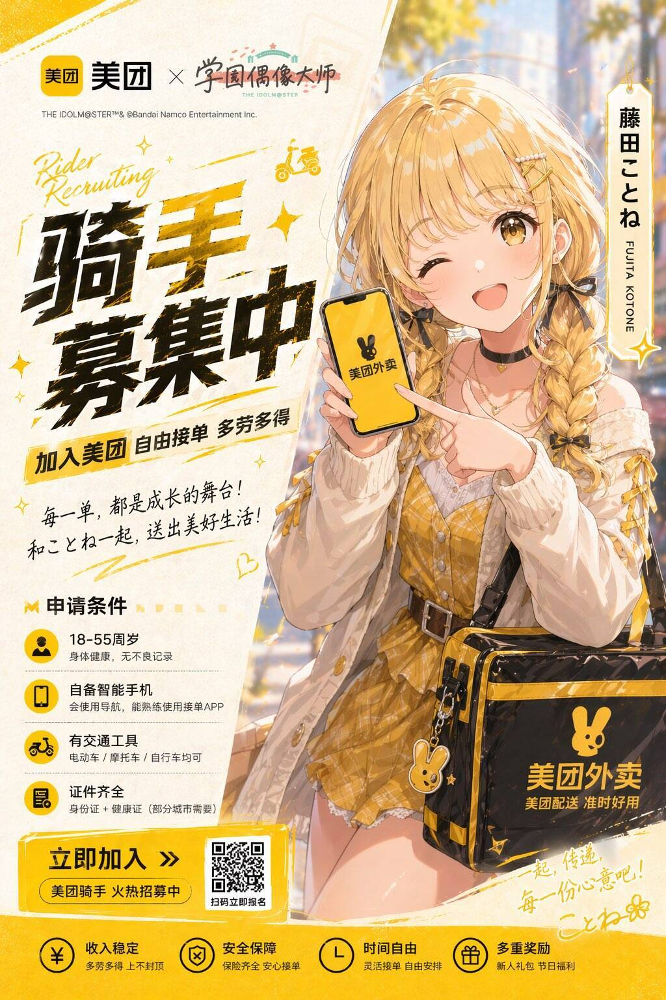 美团 美团 × 学园偶像大师
THE IDOLM@STER
THE IDOLM@STER™& ©Bandai Namco Entertainment Inc.
藤田ことね FUJITA KOTONE
Rider
Recruiting
骑手
募集中
美团外卖
加入美团 自由接单 多劳多得
每一单，都是成长的舞台！
和ことね一起，送出美好生活！
申请条件
18-55周岁
身体健康，无不良记录
自备智能手机
会使用导航，能熟练使用接单APP
有交通工具
电动车 / 摩托车 / 自行车均可
证件齐全
身份证 + 健康证（部分城市需要）
美团外卖
美团配送 准时好用
立即加入 »
美团骑手 火热招募中
扫码立即报名
一起，传递，
每一份心意吧！
ことね
收入稳定
多劳多得 上不封顶
安全保障
保险齐全 安心接单
时间自由
灵活接单 自由安排
多重奖励
新人礼包 节日福利